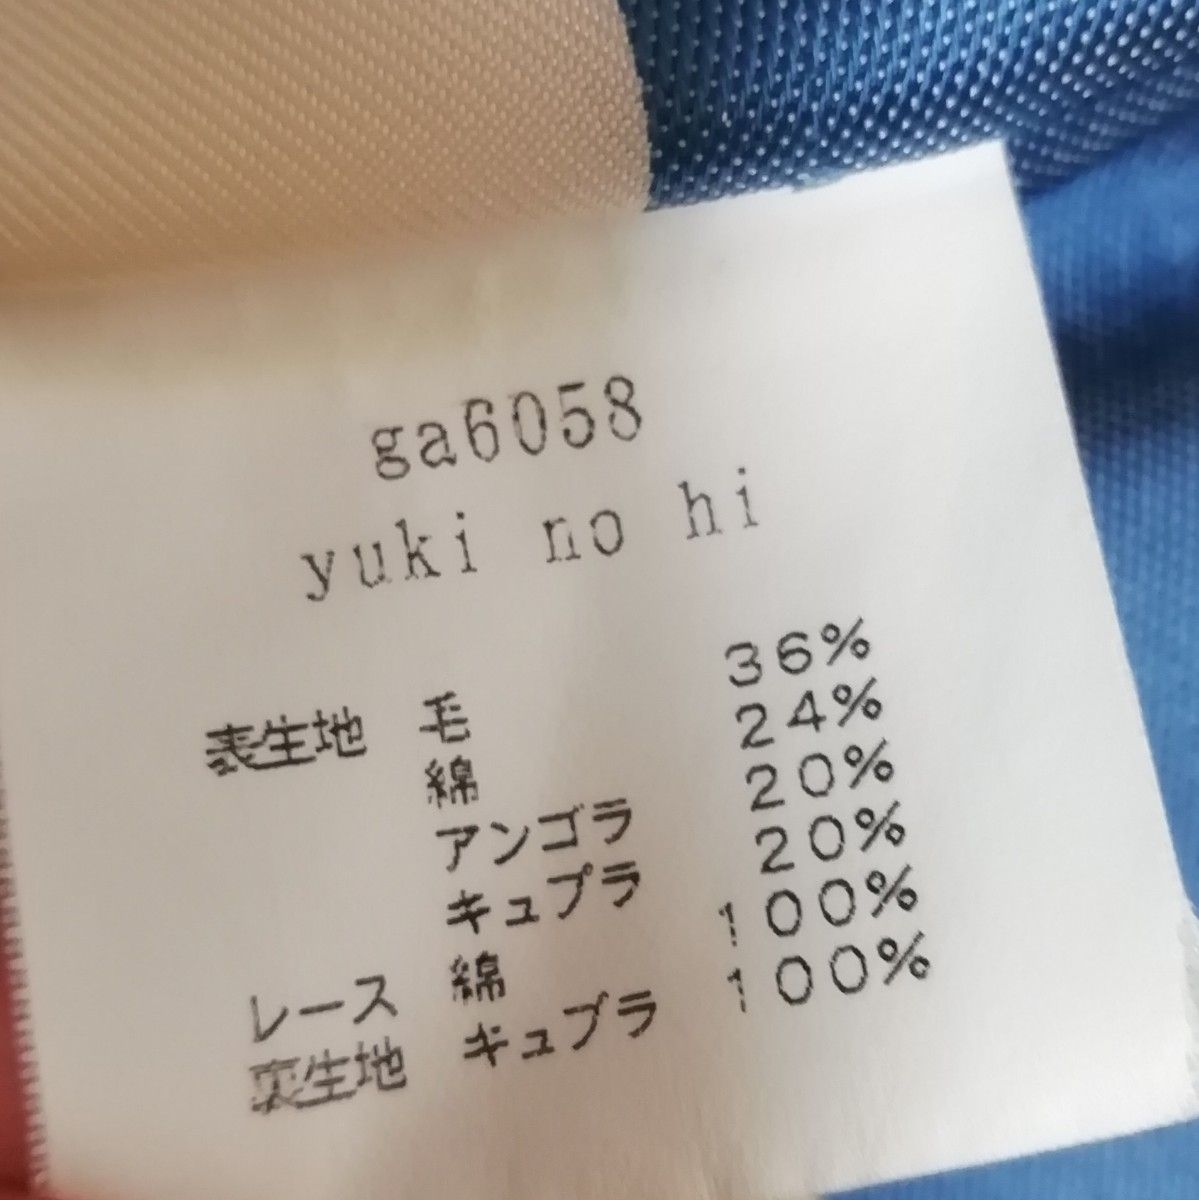 ga6058
yuki no hi
表生地 毛 36%
綿 24%
アンゴラ 20%
キュプラ 20%
レース 綿 100%
裏生地 キュプラ 100%